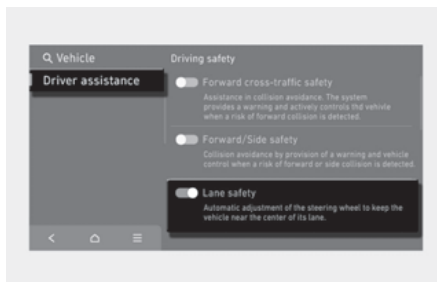 Vehicle
Driver assistance
Driving safety
Forward cross-traffic safety
Assistance in collision avoidance. The system
provides a warning and actively controls thd vehivle
when a risk of forward collision is detected.
Forward/Side safety
Collision avoidance by provision of a warning and vehicle
control when a risk of forward or side collision is detected.
Lane safety
Automatic adjustment of the steering wheel to keep the
vehicle near the center of its lane.